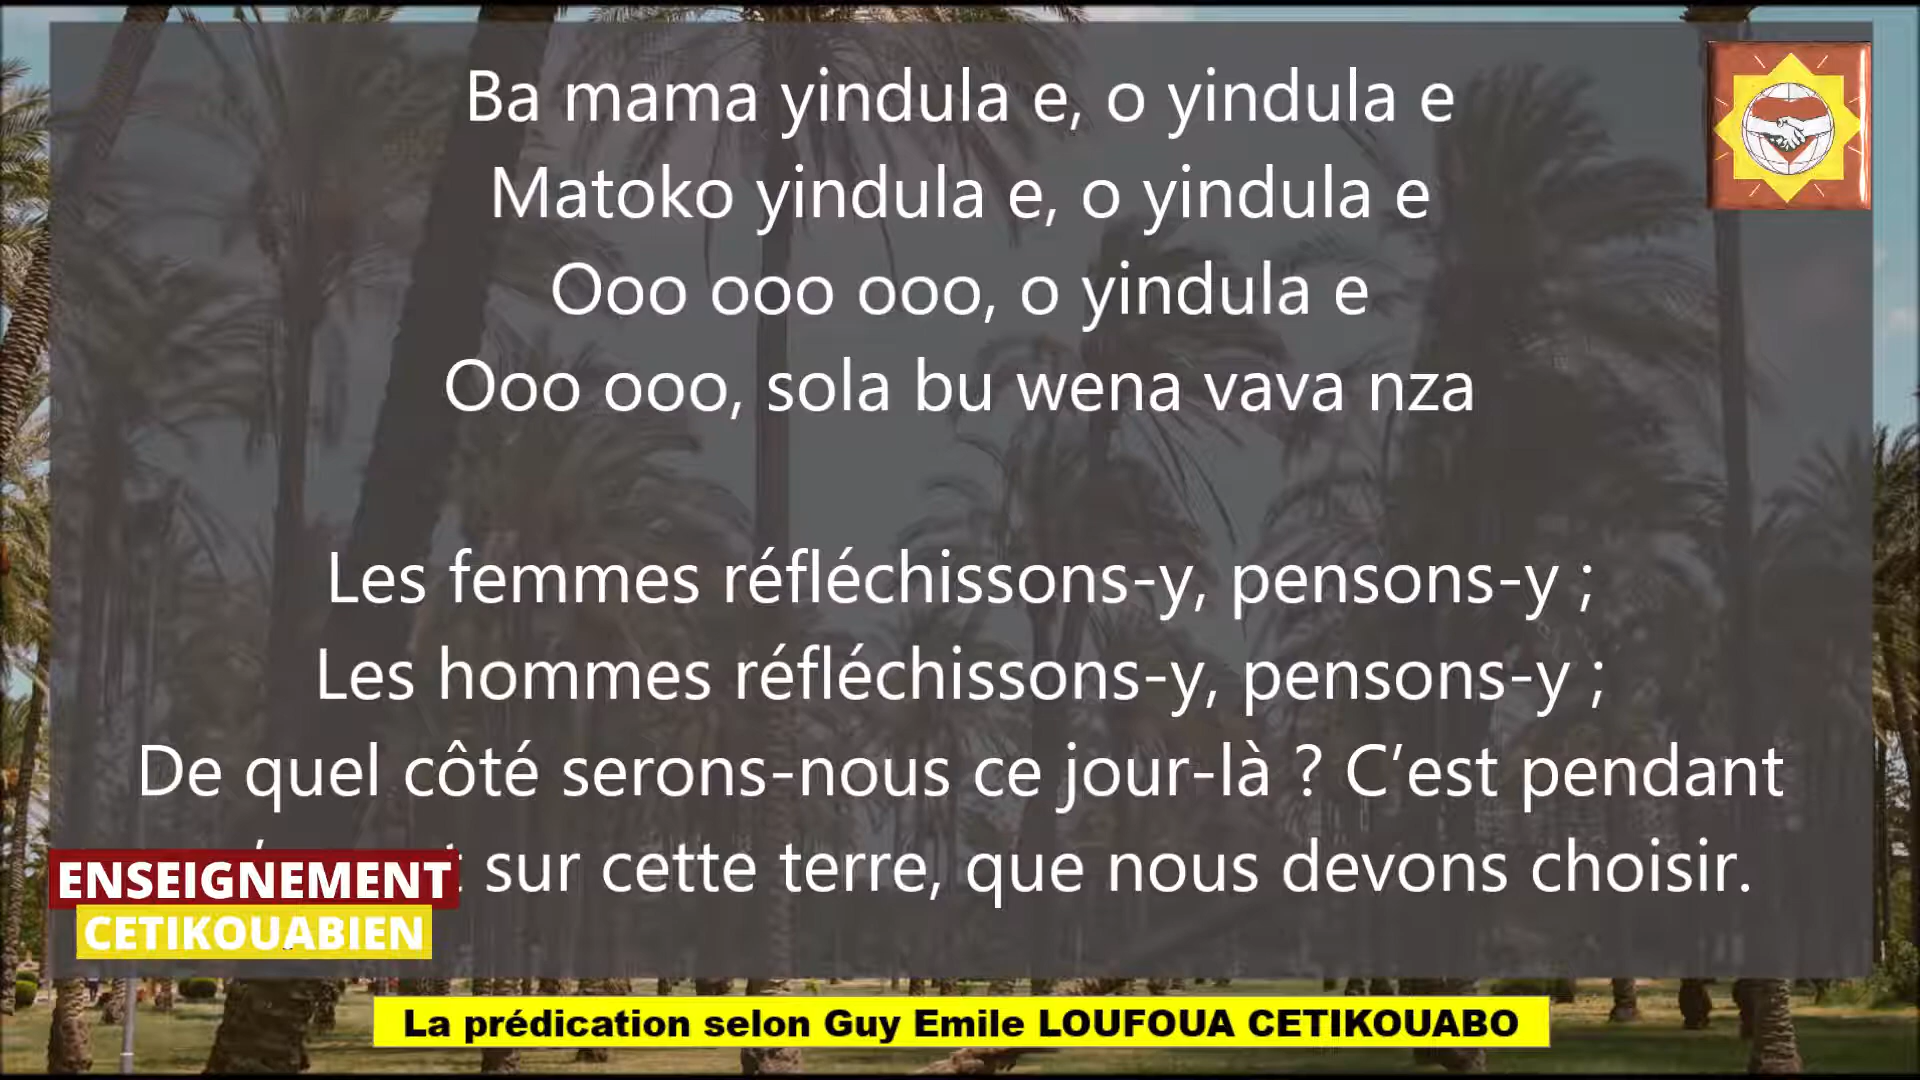 Ba mama yindula e, o yindula e
Matoko yindula e, o yindula e
Ooo ooo ooo, o yindula e
Ooo ooo, sola bu wena vava nza
Les femmes réfléchissons-y, pensons-y ;
Les hommes réfléchissons-y, pensons-y ;
De quel côté serons-nous ce jour-là ? C’est pendant
sur cette terre, que nous devons choisir.
ENSEIGNEMENT
CETIKOUABIEN
La prédication selon Guy Emile LOUFOUA CETIKOUABO